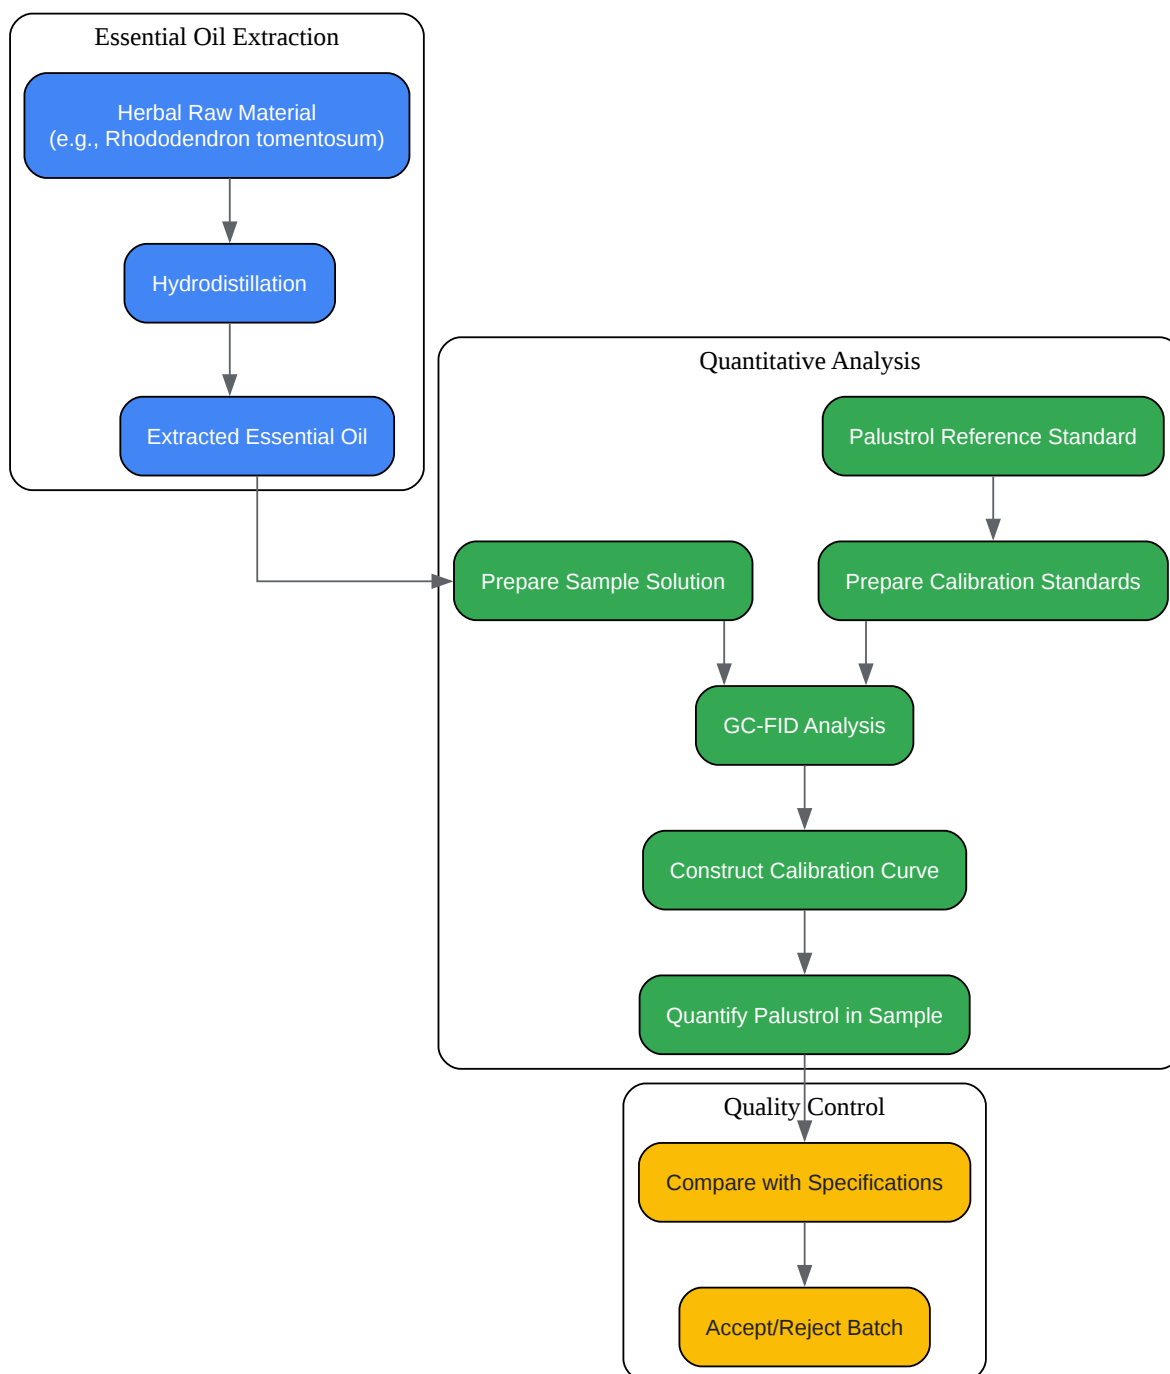 Essential Oil Extraction
Herbal Raw Material
(e.g., Rhododendron tomentosum)
Hydrodistillation
Extracted Essential Oil
Quantitative Analysis
Palustrol Reference Standard
Prepare Sample Solution
Prepare Calibration Standards
GC-FID Analysis
Construct Calibration Curve
Quantify Palustrol in Sample
Quality Control
Compare with Specifications
Accept/Reject Batch